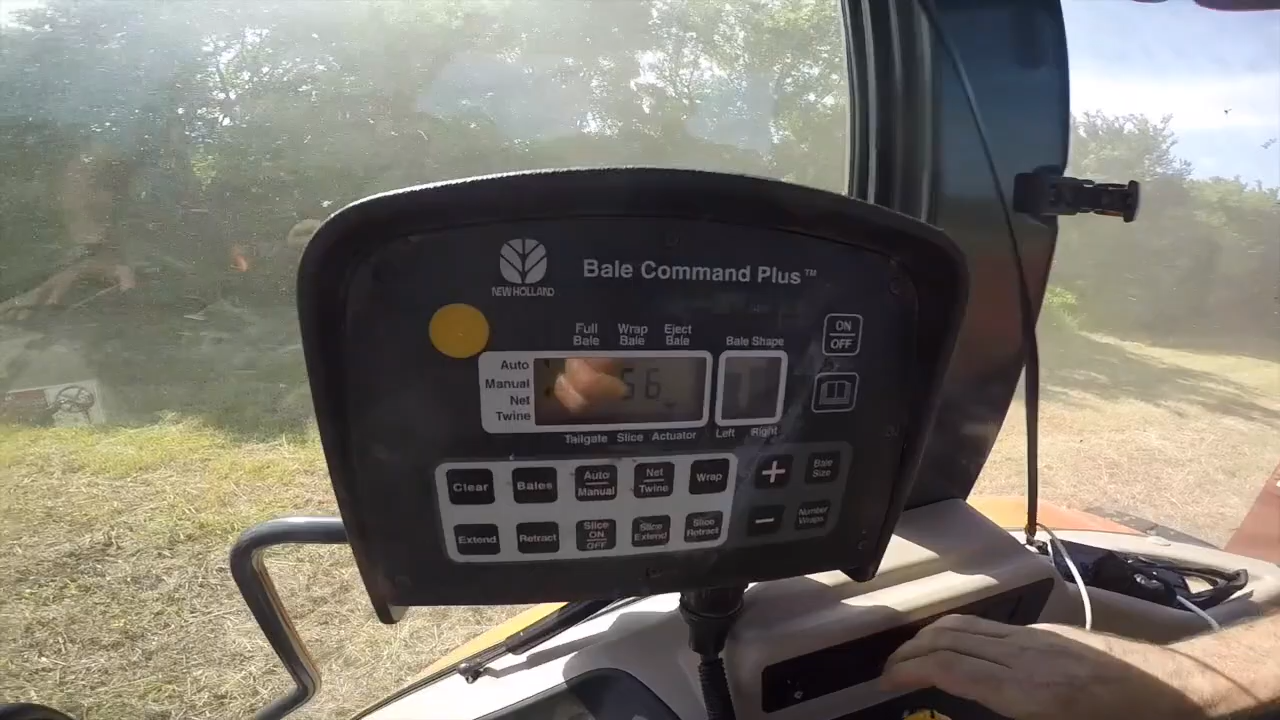 NEW HOLLAND
Bale Command Plus™
Full Bale
Wrap Bale
Eject Bale
Bale Shape
ON
OFF
Auto
Manual
Net
Twine
56
Tailgate Slice Actuator
Left Right
Clear
Bales
Auto
Manual
Net
Twine
Wrap
+
Bale
Size
Extend
Retract
Slice
ON
OFF
Slice
Extend
Slice
Retract
−
Number
Wraps